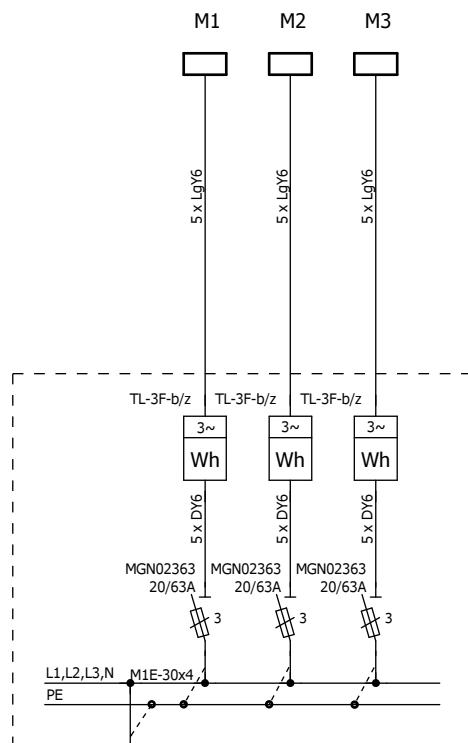 M1 M2 M3
5 x LgY6 5 x LgY6 5 x LgY6
TL-3F-b/z TL-3F-b/z TL-3F-b/z
3~ 3~ 3~
Wh Wh Wh
5 x DY6 5 x DY6 5 x DY6
MGN02363 MGN02363 MGN02363
20/63A 20/63A 20/63A
3 3 3
L1,L2,L3,N M1E-30x4
PE